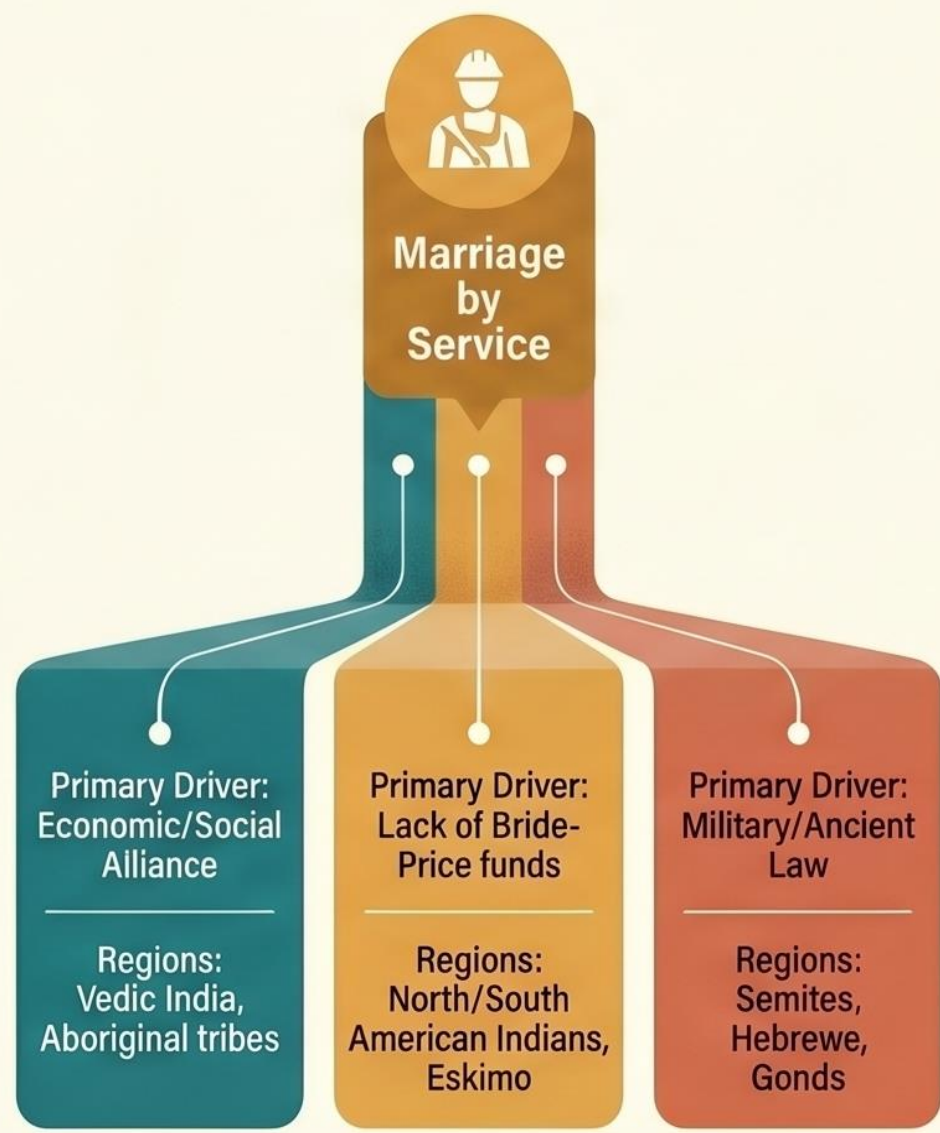 Marriage
by
Service
Primary Driver:
Economic/Social
Alliance
Regions:
Vedic India,
Aboriginal tribes
Primary Driver:
Lack of Bride-
Price funds
Regions:
North/South
American Indians,
Eskimo
Primary Driver:
Military/Ancient
Law
Regions:
Semites,
Hebrewe,
Gonds